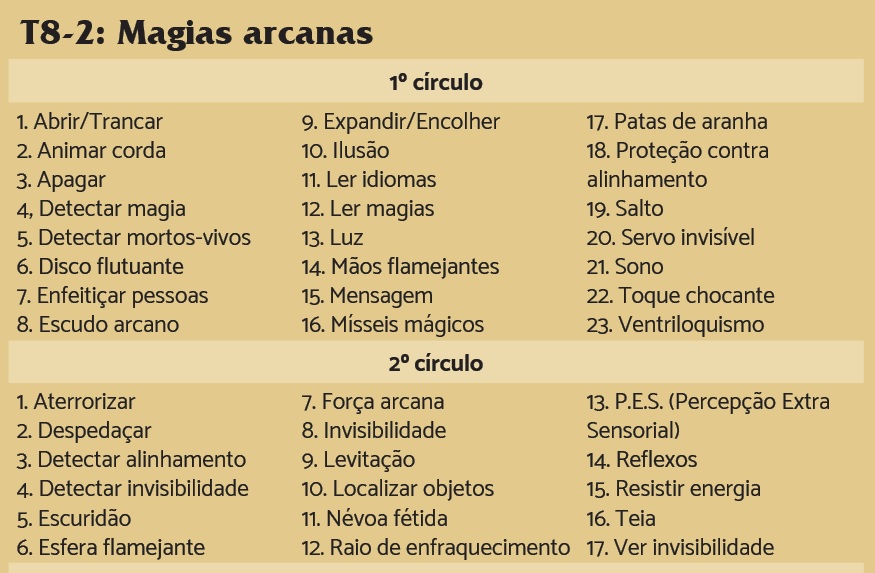 T8-2: Magias arcanas
1º círculo
1. Abrir/Trancar
2. Animar corda
3. Apagar
4, Detectar magia
5. Detectar mortos-vivos
6. Disco flutuante
7. Enfeitiçar pessoas
8. Escudo arcano
9. Expandir/Encolher
10. Ilusão
11. Ler idiomas
12. Ler magias
13. Luz
14. Mãos flamejantes
15. Mensagem
16. Mísseis mágicos
17. Patas de aranha
18. Proteção contra
alinhamento
19. Salto
20. Servo invisível
21. Sono
22. Toque chocante
23. Ventriloquismo
2º círculo
1. Aterrorizar
2. Despedaçar
3. Detectar alinhamento
4. Detectar invisibilidade
5. Escuridão
6. Esfera flamejante
7. Força arcana
8. Invisibilidade
9. Levitação
10. Localizar objetos
11. Névoa fétida
12. Raio de enfraquecimento
13. P.E.S. (Percepção Extra
Sensorial)
14. Reflexos
15. Resistir energia
16. Teia
17. Ver invisibilidade